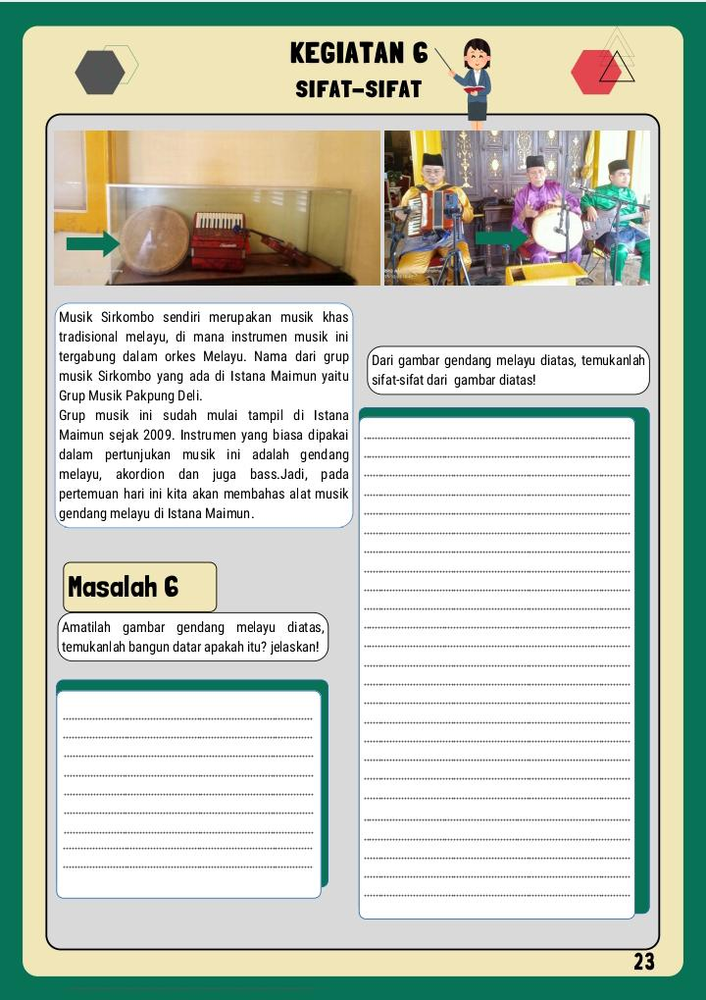 KEGIATAN 6
SIFAT-SIFAT
Musik Sirkombo sendiri merupakan musik khas
tradisional melayu, di mana instrumen musik ini
tergabung dalam orkes Melayu. Nama dari grup
musik Sirkombo yang ada di Istana Maimun yaitu
Grup Musik Pakpung Deli.
Grup musik ini sudah mulai tampil di Istana
Maimun sejak 2009. Instrumen yang biasa dipakai
dalam pertunjukan musik ini adalah gendang
melayu, akordion dan juga bass.Jadi, pada
pertemuan hari ini kita akan membahas alat musik
gendang melayu di Istana Maimun.
Masalah 6
Amatilah gambar gendang melayu diatas,
temukanlah bangun datar apakah itu? jelaskan!
Dari gambar gendang melayu diatas, temukanlah
sifat-sifat dari gambar diatas!
23